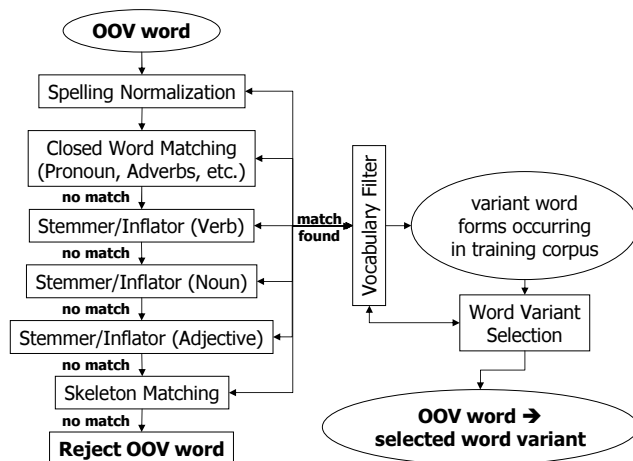 OOV word
Spelling Normalization
Closed Word Matching
(Pronoun, Adverbs, etc.)
no match
Stemmer/Inflator (Verb)
no match
Stemmer/Inflator (Noun)
no match
Stemmer/Inflator (Adjective)
no match
Skeleton Matching
no match
Reject OOV word
match
found
Vocabulary Filter
variant word
forms occurring
in training corpus
Word Variant
Selection
OOV word ➔
selected word variant